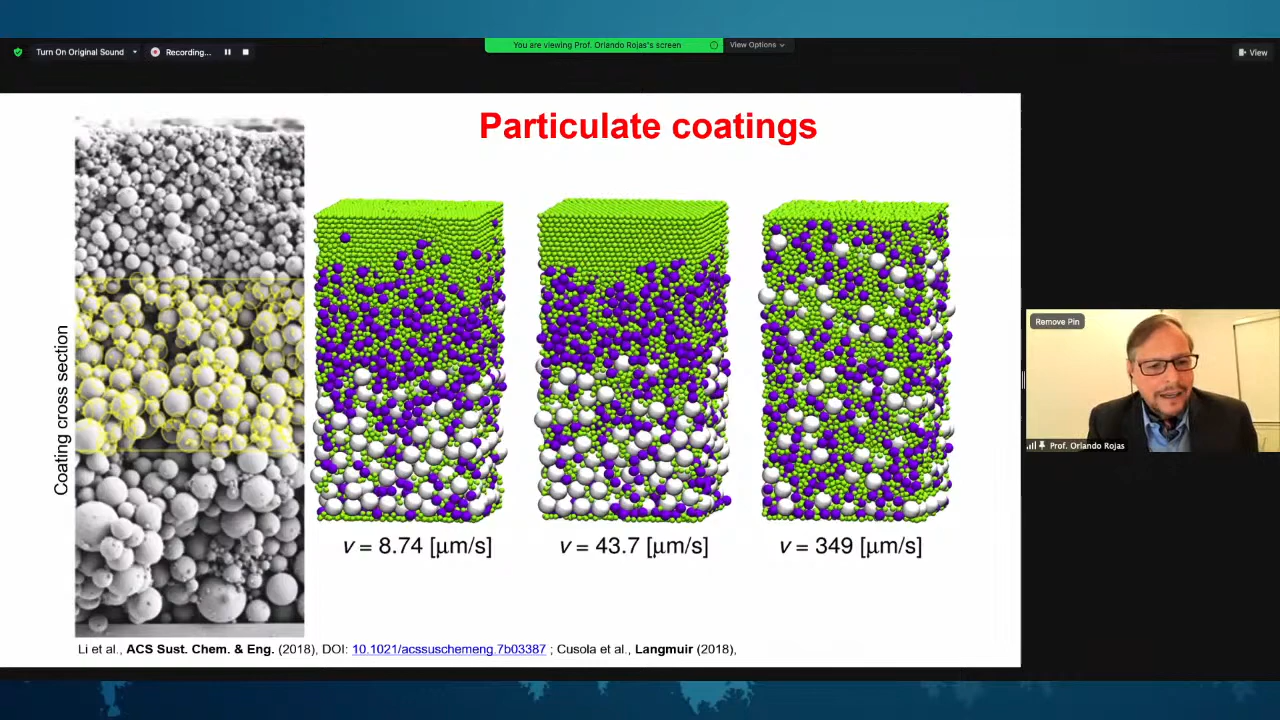 Turn On Original Sound
Recording...
You are viewing Prof. Orlando Rojas's screen
View Options
View
Particulate coatings
Coating cross section
v = 8.74 [μm/s]
v = 43.7 [μm/s]
v = 349 [μm/s]
Remove Pin
Prof. Orlando Rojas
Li et al., ACS Sust. Chem. & Eng. (2018), DOI: 10.1021/acssuschemeng.7b03387 ; Cusola et al., Langmuir (2018),